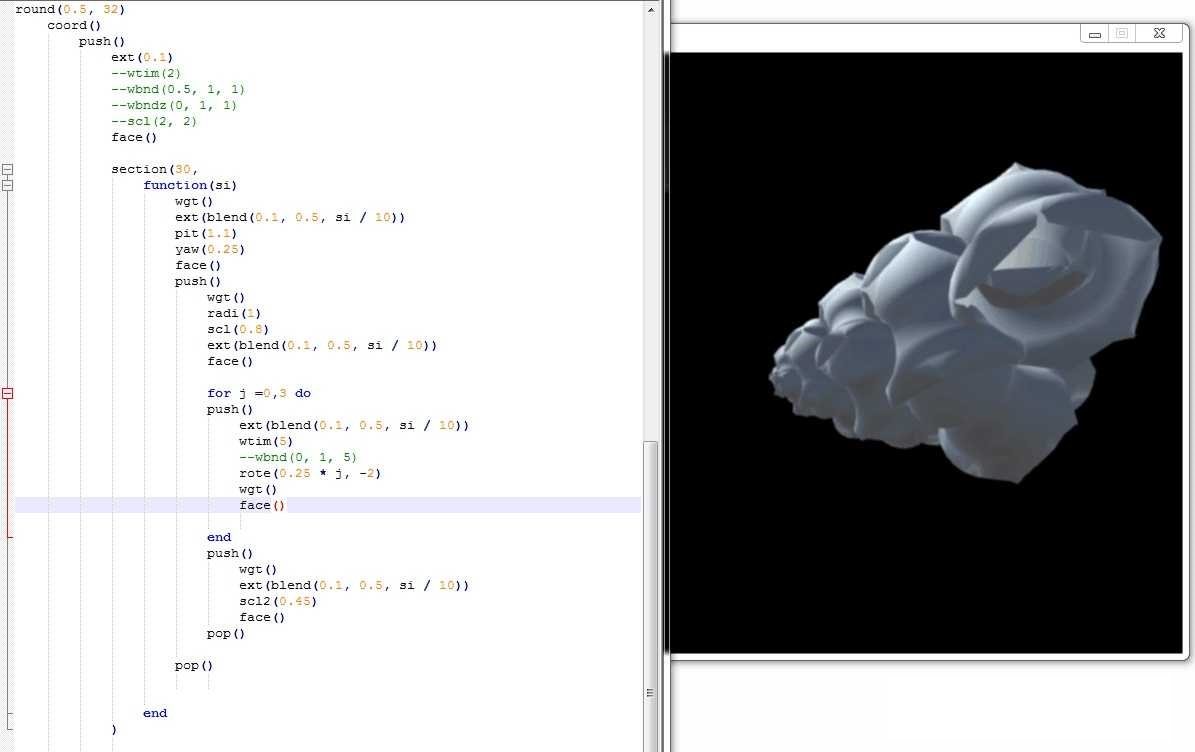 round(0.5, 32)
coord()
push()
ext(0.1)
--wtim(2)
--wbnd(0.5, 1, 1)
--wbndz(0, 1, 1)
--scl(2, 2)
face()
section(30,
function(si)
wgt()
ext(blend(0.1, 0.5, si / 10))
pit(1.1)
yaw(0.25)
face()
push()
wgt()
radi(1)
scl(0.8)
ext(blend(0.1, 0.5, si / 10))
face()
for j =0,3 do
push()
ext(blend(0.1, 0.5, si / 10))
wtim(5)
--wbnd(0, 1, 5)
rote(0.25 * j, -2)
wgt()
face()
end
push()
wgt()
ext(blend(0.1, 0.5, si / 10))
scl2(0.45)
face()
pop()
pop()
end
)